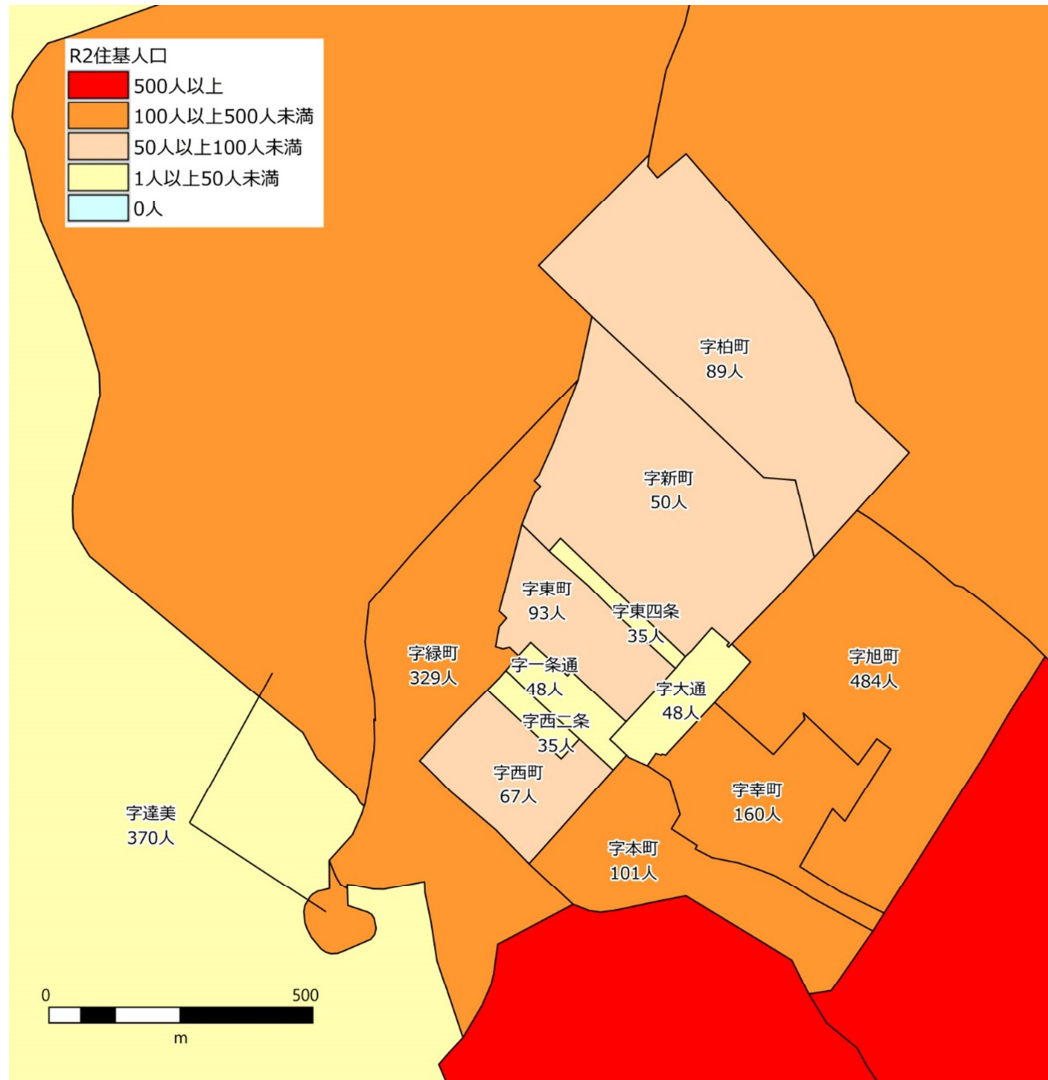 R2住基人口
500人以上
100人以上500人未満
50人以上100人未満
1人以上50人未満
0人
字柏町
89人
字新町
50人
字東町
93人
字東四条
35人
字緑町
329人
字一条通
48人
字大通
48人
字旭町
484人
字西二条
35人
字西町
67人
字幸町
160人
字達美
370人
字本町
101人
0 500
m